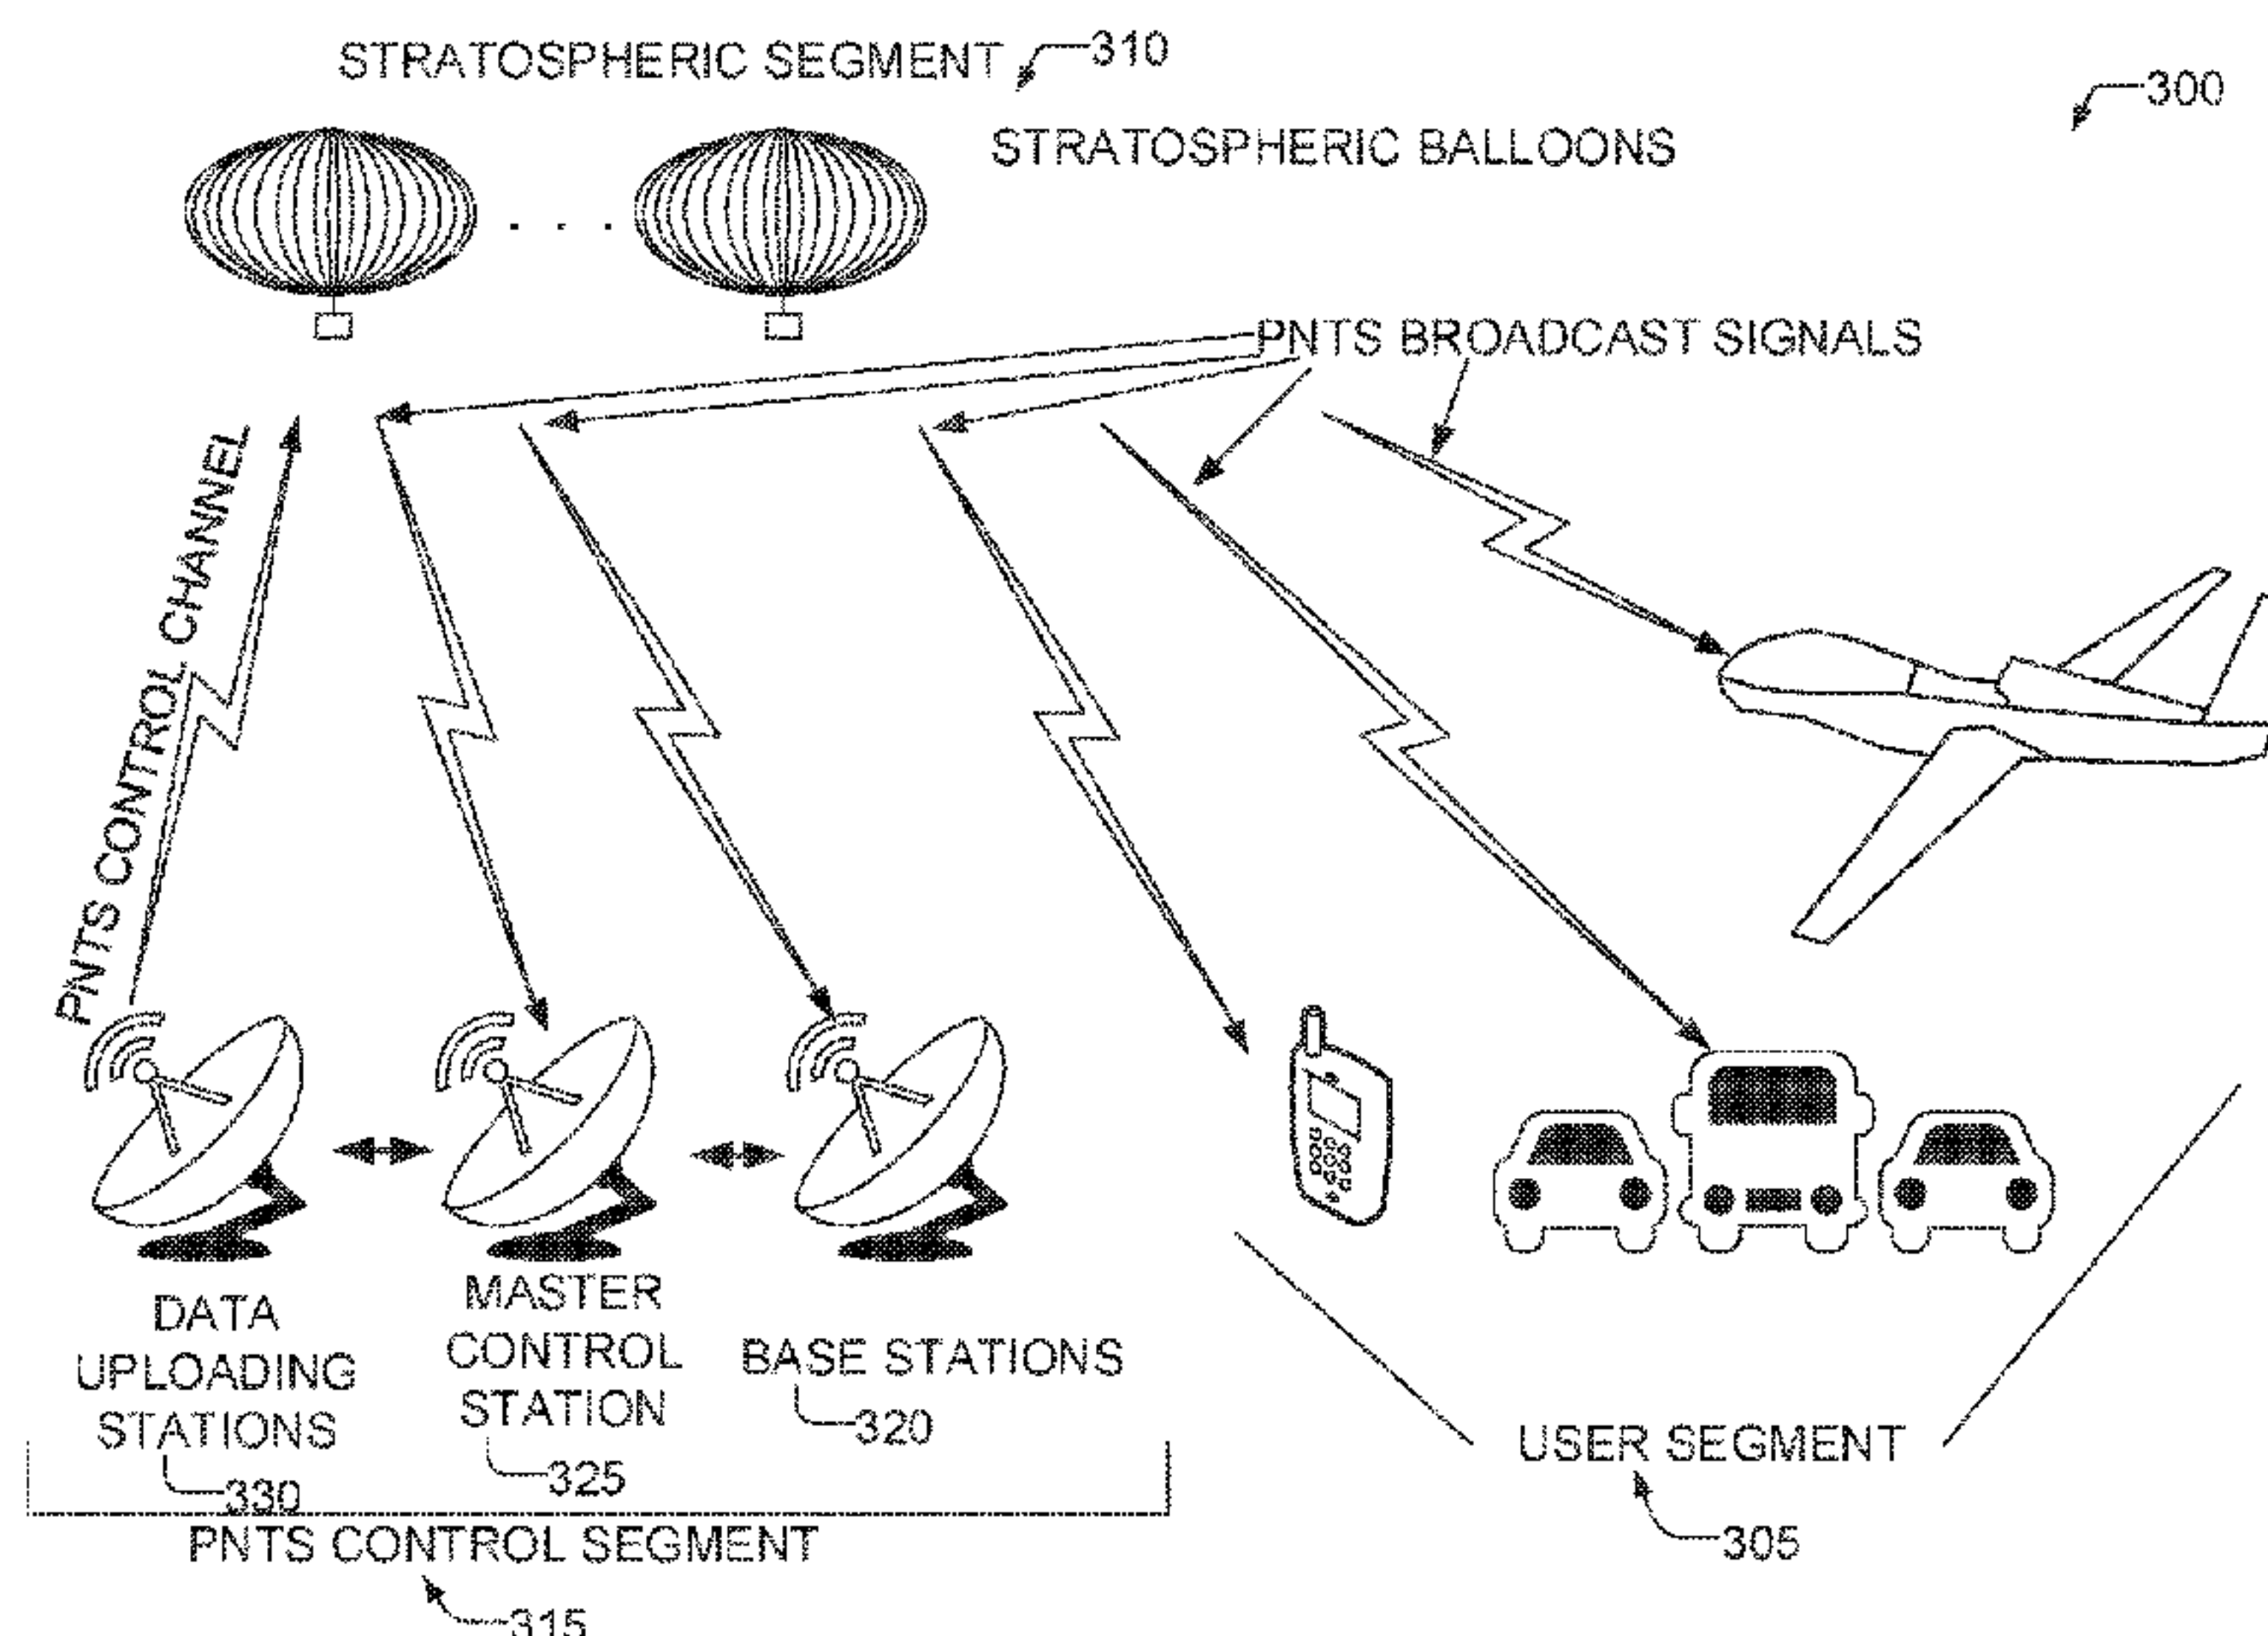 STRATOSPHERIC SEGMENT 310
300
STRATOSPHERIC BALLOONS
PNTS BROADCAST SIGNALS
PNTS CONTROL CHANNEL
DATA
UPLOADING
STATIONS
330
MASTER
CONTROL
STATION
325
BASE STATIONS
320
USER SEGMENT
305
PNTS CONTROL SEGMENT
315